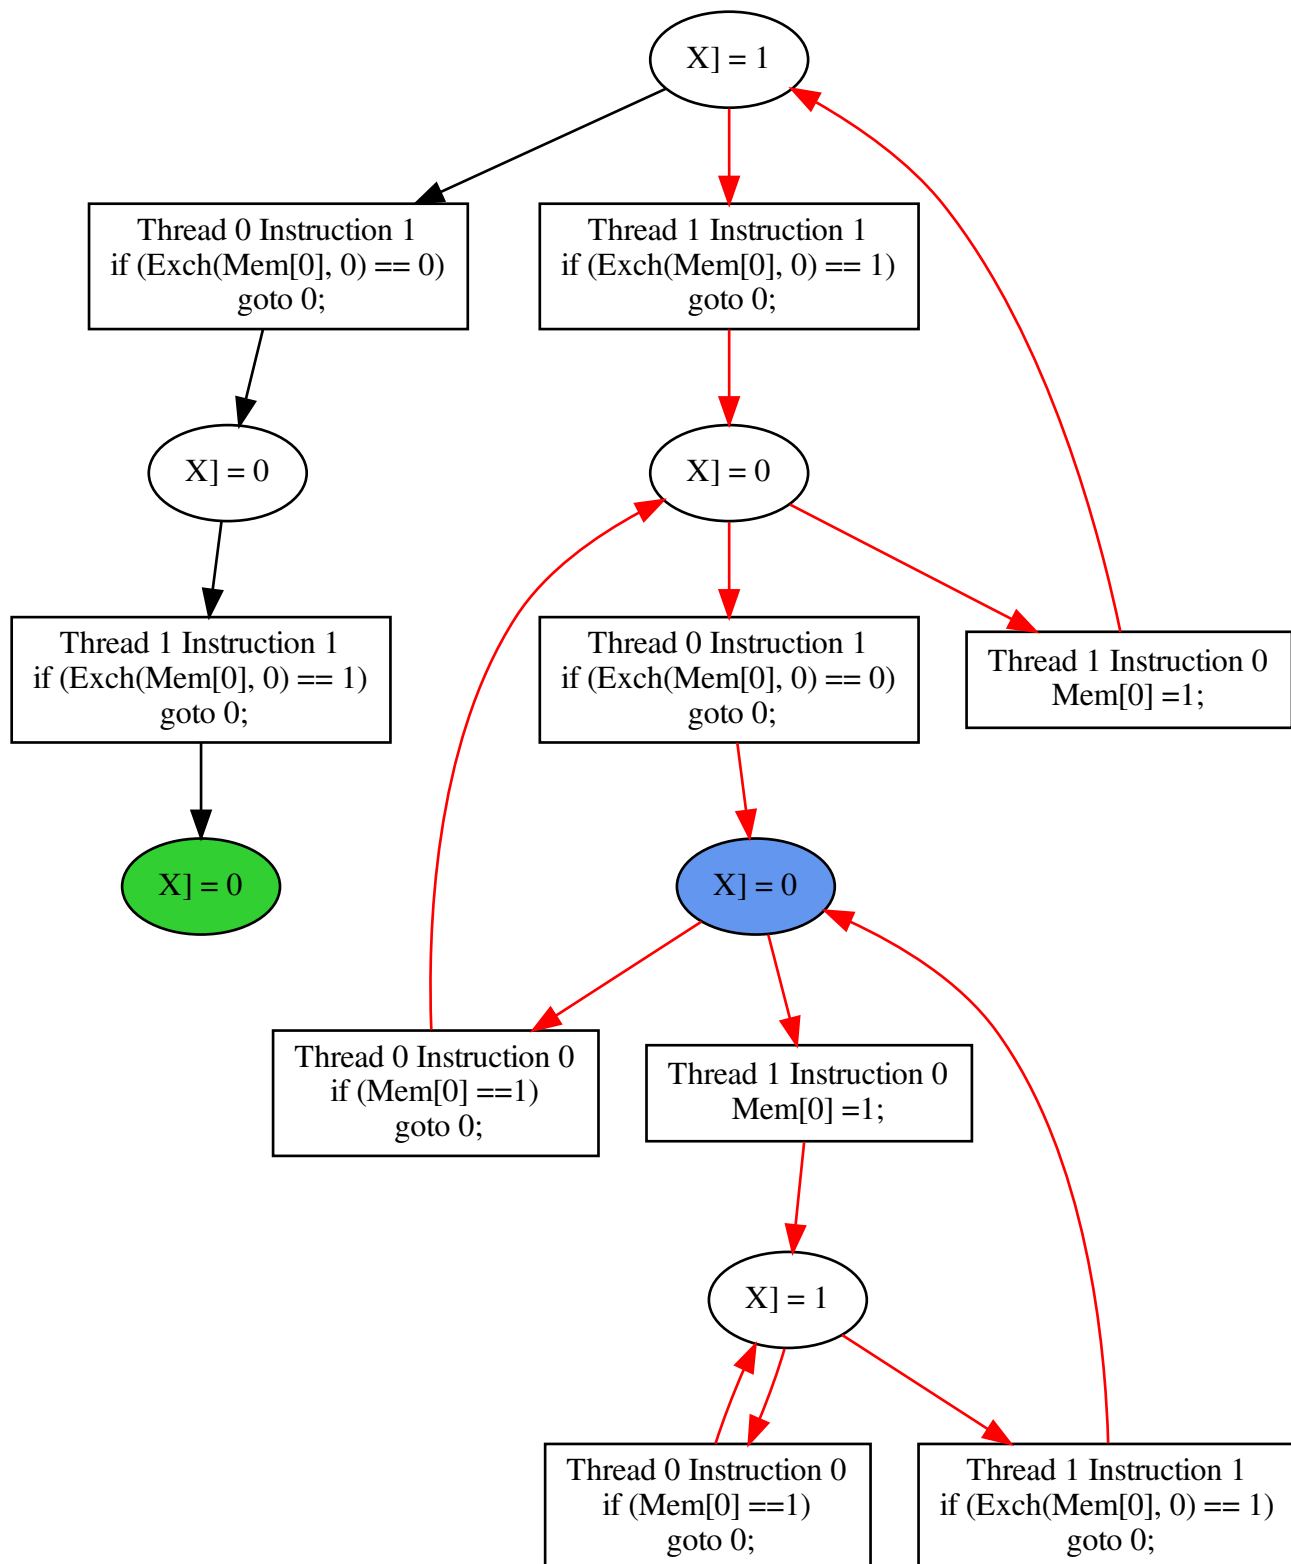 X] = 1
Thread 0 Instruction 1
if (Exch(Mem[0], 0) == 0)
goto 0;
Thread 1 Instruction 1
if (Exch(Mem[0], 0) == 1)
goto 0;
X] = 0
X] = 0
Thread 1 Instruction 1
if (Exch(Mem[0], 0) == 1)
goto 0;
Thread 0 Instruction 1
if (Exch(Mem[0], 0) == 0)
goto 0;
Thread 1 Instruction 0
Mem[0] =1;
X] = 0
X] = 0
Thread 0 Instruction 0
if (Mem[0] ==1)
goto 0;
Thread 1 Instruction 0
Mem[0] =1;
X] = 1
Thread 0 Instruction 0
if (Mem[0] ==1)
goto 0;
Thread 1 Instruction 1
if (Exch(Mem[0], 0) == 1)
goto 0;